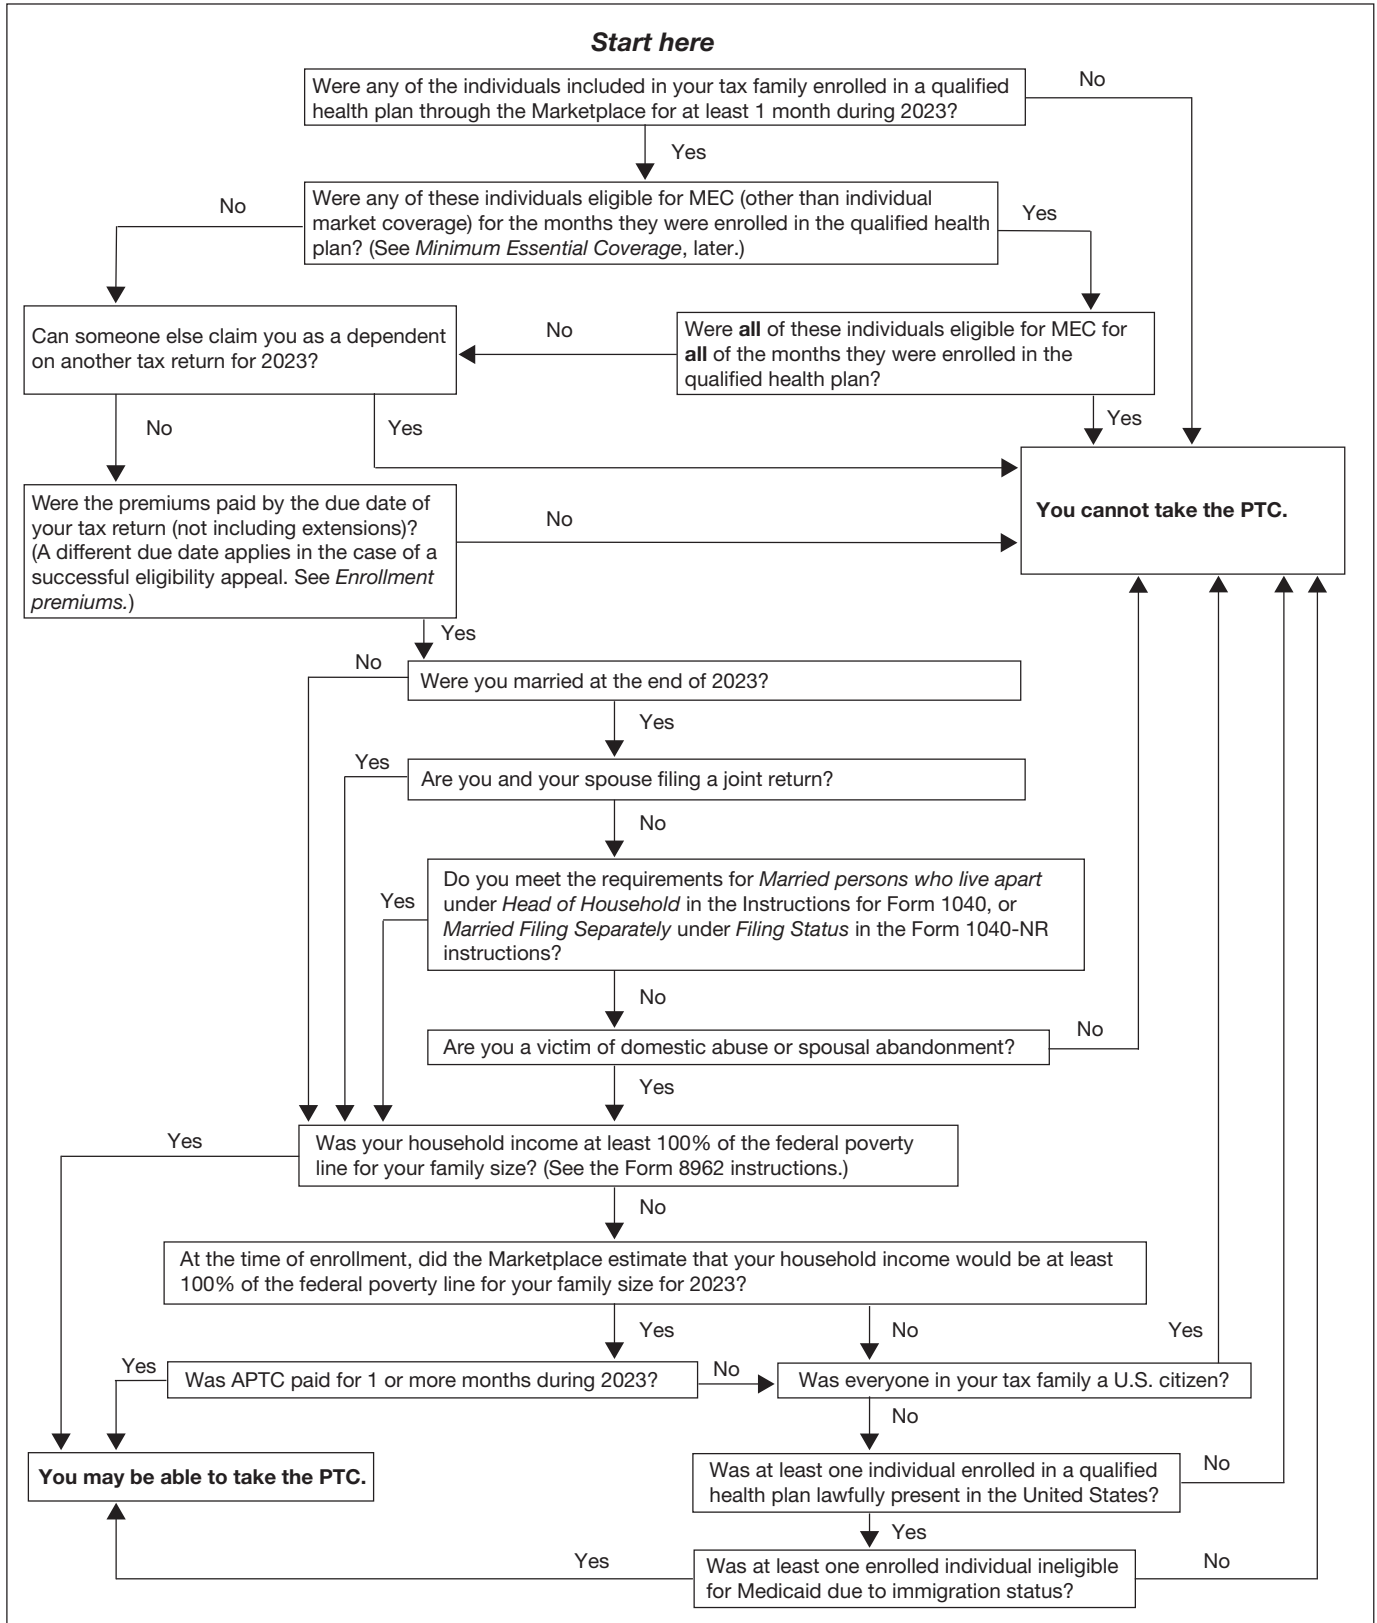 Start here
Were any of the individuals included in your tax family enrolled in a qualified
health plan through the Marketplace for at least 1 month during 2023?
No
Yes
Were any of these individuals eligible for MEC (other than individual
market coverage) for the months they were enrolled in the qualified health
plan? (See Minimum Essential Coverage, later.)
No
Yes
Can someone else claim you as a dependent
on another tax return for 2023?
No
Were all of these individuals eligible for MEC for
all of the months they were enrolled in the
qualified health plan?
No
Yes
Yes
You cannot take the PTC.
Were the premiums paid by the due date of
your tax return (not including extensions)?
(A different due date applies in the case of a
successful eligibility appeal. See Enrollment
premiums.)
No
Yes
No
Were you married at the end of 2023?
Yes
Yes
Are you and your spouse filing a joint return?
No
Yes
Do you meet the requirements for Married persons who live apart
under Head of Household in the Instructions for Form 1040, or
Married Filing Separately under Filing Status in the Form 1040-NR
instructions?
No
Are you a victim of domestic abuse or spousal abandonment?
No
Yes
Yes
Was your household income at least 100% of the federal poverty
line for your family size? (See the Form 8962 instructions.)
No
At the time of enrollment, did the Marketplace estimate that your household income would be at least
100% of the federal poverty line for your family size for 2023?
Yes
No
Yes
Yes
Was APTC paid for 1 or more months during 2023?
No
Was everyone in your tax family a U.S. citizen?
No
You may be able to take the PTC.
Was at least one individual enrolled in a qualified
health plan lawfully present in the United States?
No
Yes
Yes
Was at least one enrolled individual ineligible
for Medicaid due to immigration status?
No